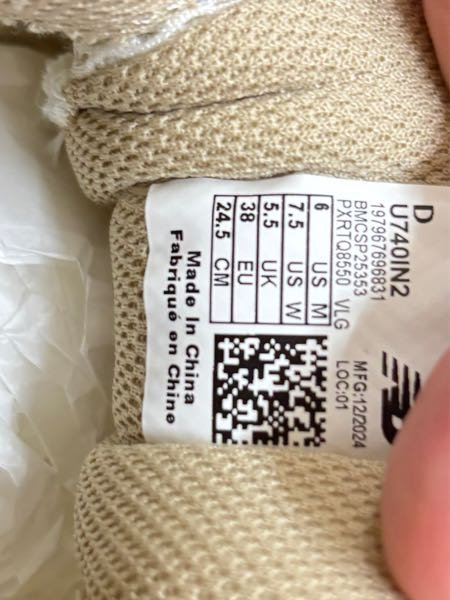 D
U740IN2
197967696831
BMCSP25353
PXRTQ8550 VLG
MFG:12/2024
LOC:01
6 US M
7.5 US W
5.5 UK
38 EU
24.5 CM
Made In China
Fabriqué en Chine